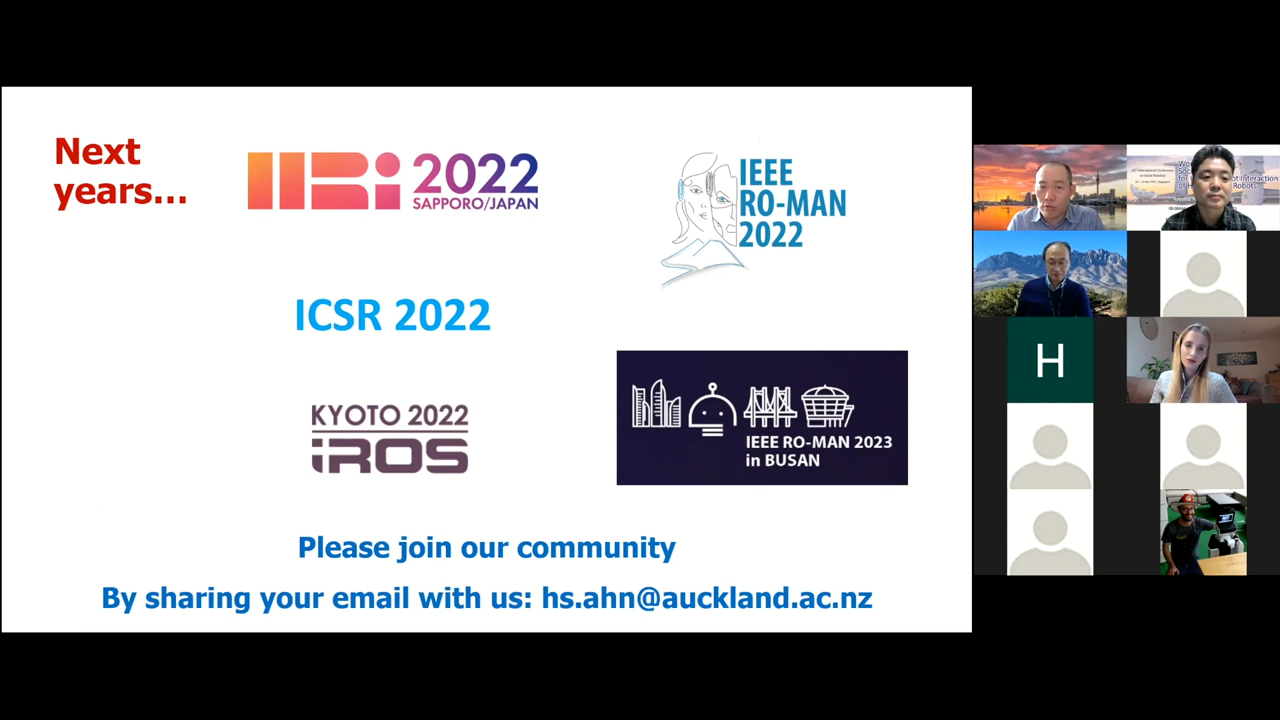 Next
years...
HRi 2022
SAPPORO/JAPAN
IEEE
RO-MAN
2022
ICSR 2022
KYOTO 2022
iROS
IEEE RO-MAN 2023
in BUSAN
Please join our community
By sharing your email with us: hs.ahn@auckland.ac.nz
H